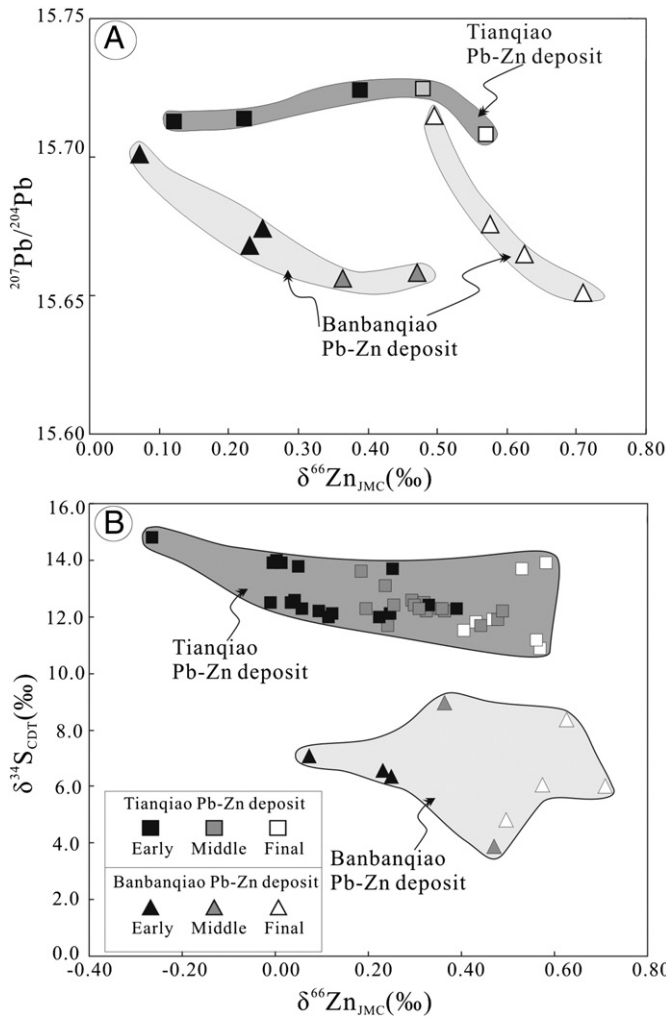 A
15.75
15.70
15.65
15.60
²⁰⁷Pb/²⁰⁴Pb
Tianqiao
Pb-Zn deposit
Banbanqiao
Pb-Zn deposit
0.00 0.10 0.20 0.30 0.40 0.50 0.60 0.70 0.80
δ⁶⁶Zn_JMC(‰)
B
16.0
14.0
12.0
10.0
8.0
6.0
4.0
2.0
0.0
δ³⁴S_CDT(‰)
Tianqiao
Pb-Zn deposit
Tianqiao Pb-Zn deposit
Early Middle Final
Banbanqiao Pb-Zn deposit
Early Middle Final
Banbanqiao
Pb-Zn deposit
-0.40 -0.20 0.00 0.20 0.40 0.60 0.80
δ⁶⁶Zn_JMC(‰)